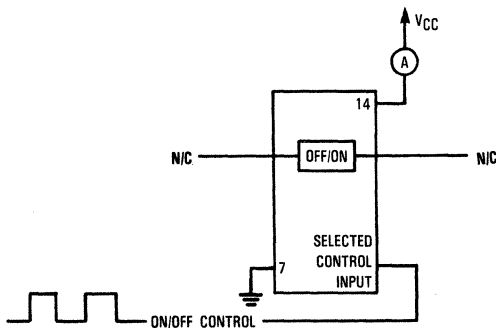 VCC
A
14
N/C
OFF/ON
N/C
7
SELECTED
CONTROL
INPUT
ON/OFF CONTROL